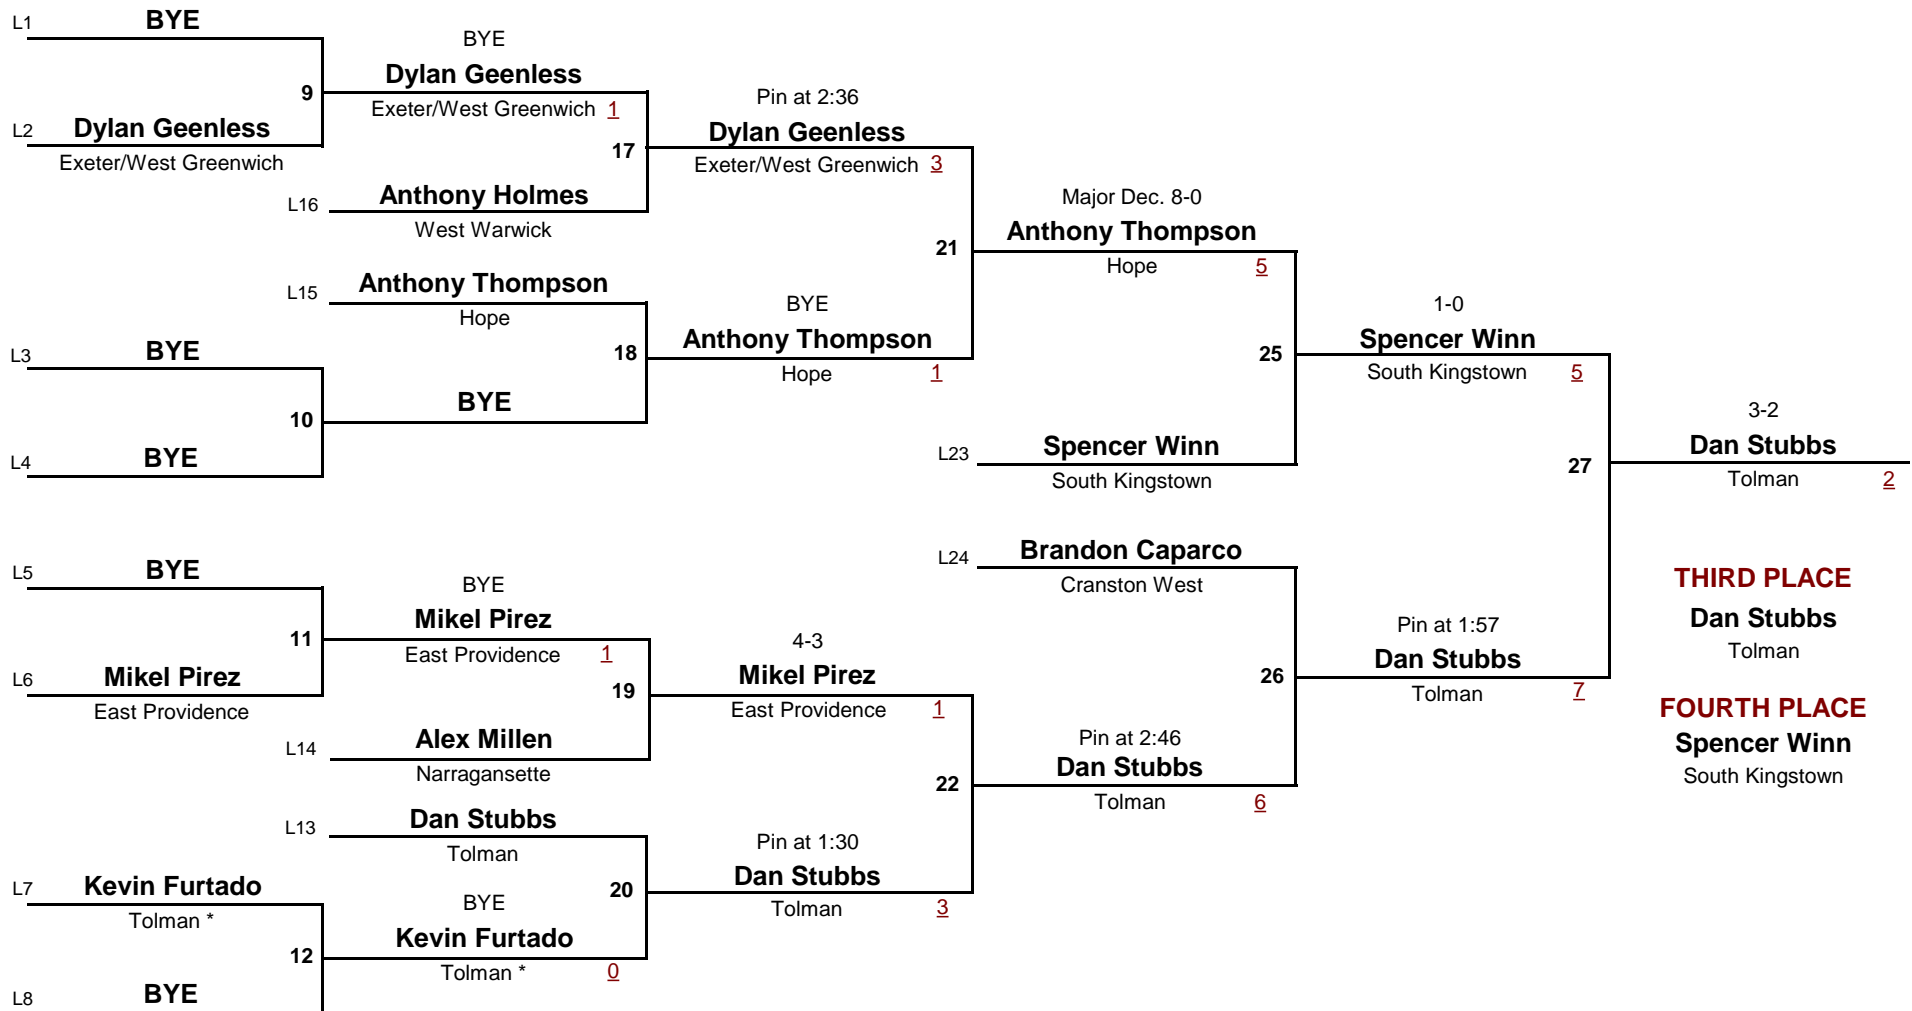 L1 BYE
BYE
Dylan Geenless
9
Exeter/West Greenwich 1
L2 Dylan Geenless
Exeter/West Greenwich
Pin at 2:36
Dylan Geenless
17
Exeter/West Greenwich 3
L16 Anthony Holmes
West Warwick
Major Dec. 8-0
Anthony Thompson
21
Hope 5
L15 Anthony Thompson
Hope
BYE
Anthony Thompson
18
Hope 1
L3 BYE
10
BYE
L4 BYE
1-0
Spencer Winn
25
South Kingstown 5
L23 Spencer Winn
South Kingstown
3-2
Dan Stubbs
27
Tolman 2
L5 BYE
BYE
Mikel Pirez
11
East Providence 1
L6 Mikel Pirez
East Providence
4-3
Mikel Pirez
19
East Providence 1
L14 Alex Millen
Narragansette
L24 Brandon Caparco
Cranston West
Pin at 1:57
Dan Stubbs
26
Tolman 7
Pin at 2:46
Dan Stubbs
22
Tolman 6
L13 Dan Stubbs
Tolman
Pin at 1:30
Dan Stubbs
20
Tolman 3
L7 Kevin Furtado
Tolman *
BYE
Kevin Furtado
12
Tolman * 0
L8 BYE
THIRD PLACE
Dan Stubbs
Tolman
FOURTH PLACE
Spencer Winn
South Kingstown